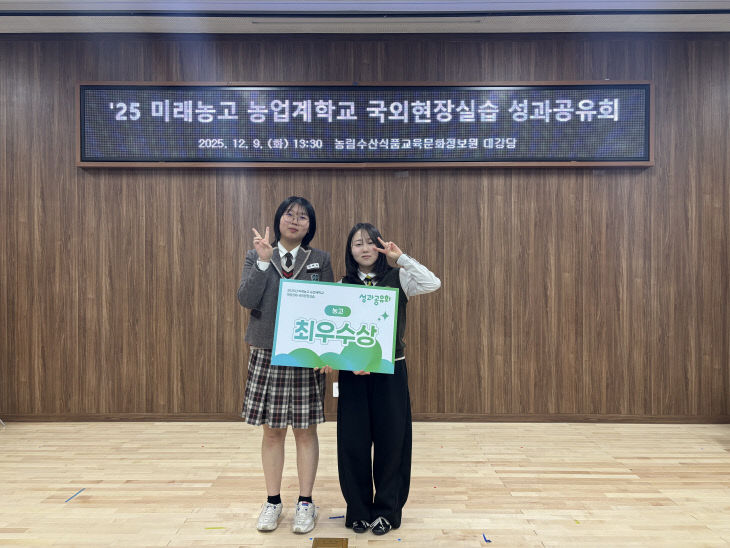 '25 미래농고 농업계학교 국외현장실습 성과공유회
2025. 12. 9. (화) 13:30 농림수산식품교육문화정보원 대강당
성과공유회
농고
최우수상